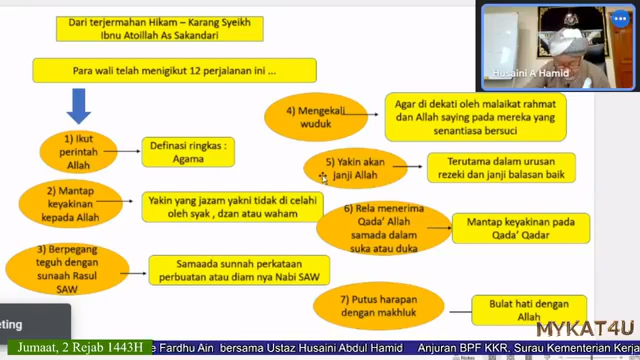 Dari terjermahan Hikam – Karang Syeikh
Ibnu Atoillah As Sakandari
Para wali telah menigikut 12 perjalanan ini ...
1) Ikut
perintah
Allah
Definasi ringkas :
Agama
2) Mantap
keyakinan
kepada Allah
Yakin yang jazam yakni tidak di celahi
oleh syak , dzan atau waham
3) Berpegang
teguh dengan
sunaah Rasul
SAW
Samaada sunnah perkataan
perbuatan atau diam nya Nabi SAW
4) Mengekali
wuduk
Agar di dekati oleh malaikat rahmat
dan Allah saying pada mereka yang
senantiasa bersuci
5) Yakin akan
janji Allah
Terutama dalam urusan
rezeki dan janji balasan baik
6) Rela menerima
Qada' Allah
samada dalam
suka atau duka
Mantap keyakinan pada
Qada' Qadar
7) Putus harapan
dengan makhluk
Bulat hati dengan
Allah
Husaini A Hamid
eting
MYKAT4U
Jumaat, 2 Rejab 1443H
e Fardhu Ain bersama Ustaz Husaini Abdul Hamid Anjuran BPF KKR, Surau Kementerian Kerja